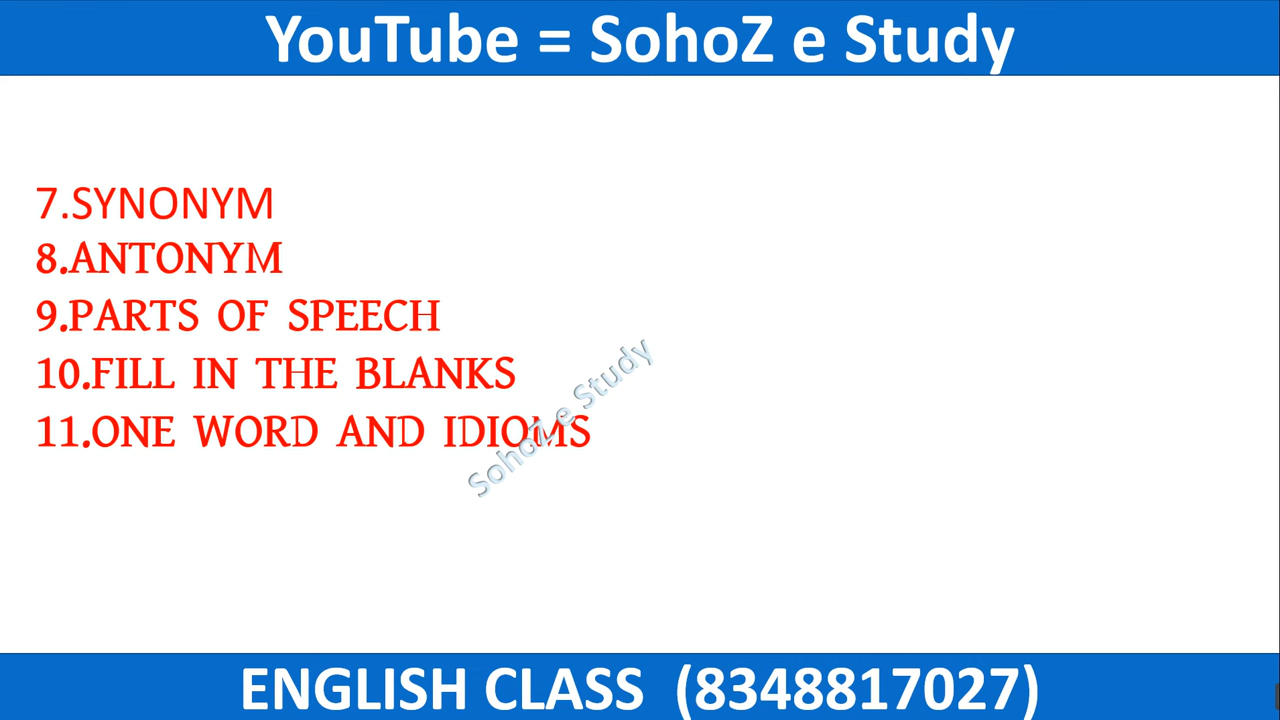 YouTube = SohoZ e Study
7.SYNONYM
8.ANTONYM
9.PARTS OF SPEECH
10.FILL IN THE BLANKS
11.ONE WORD AND IDIOMS
SohoZ e Study
ENGLISH CLASS (8348817027)